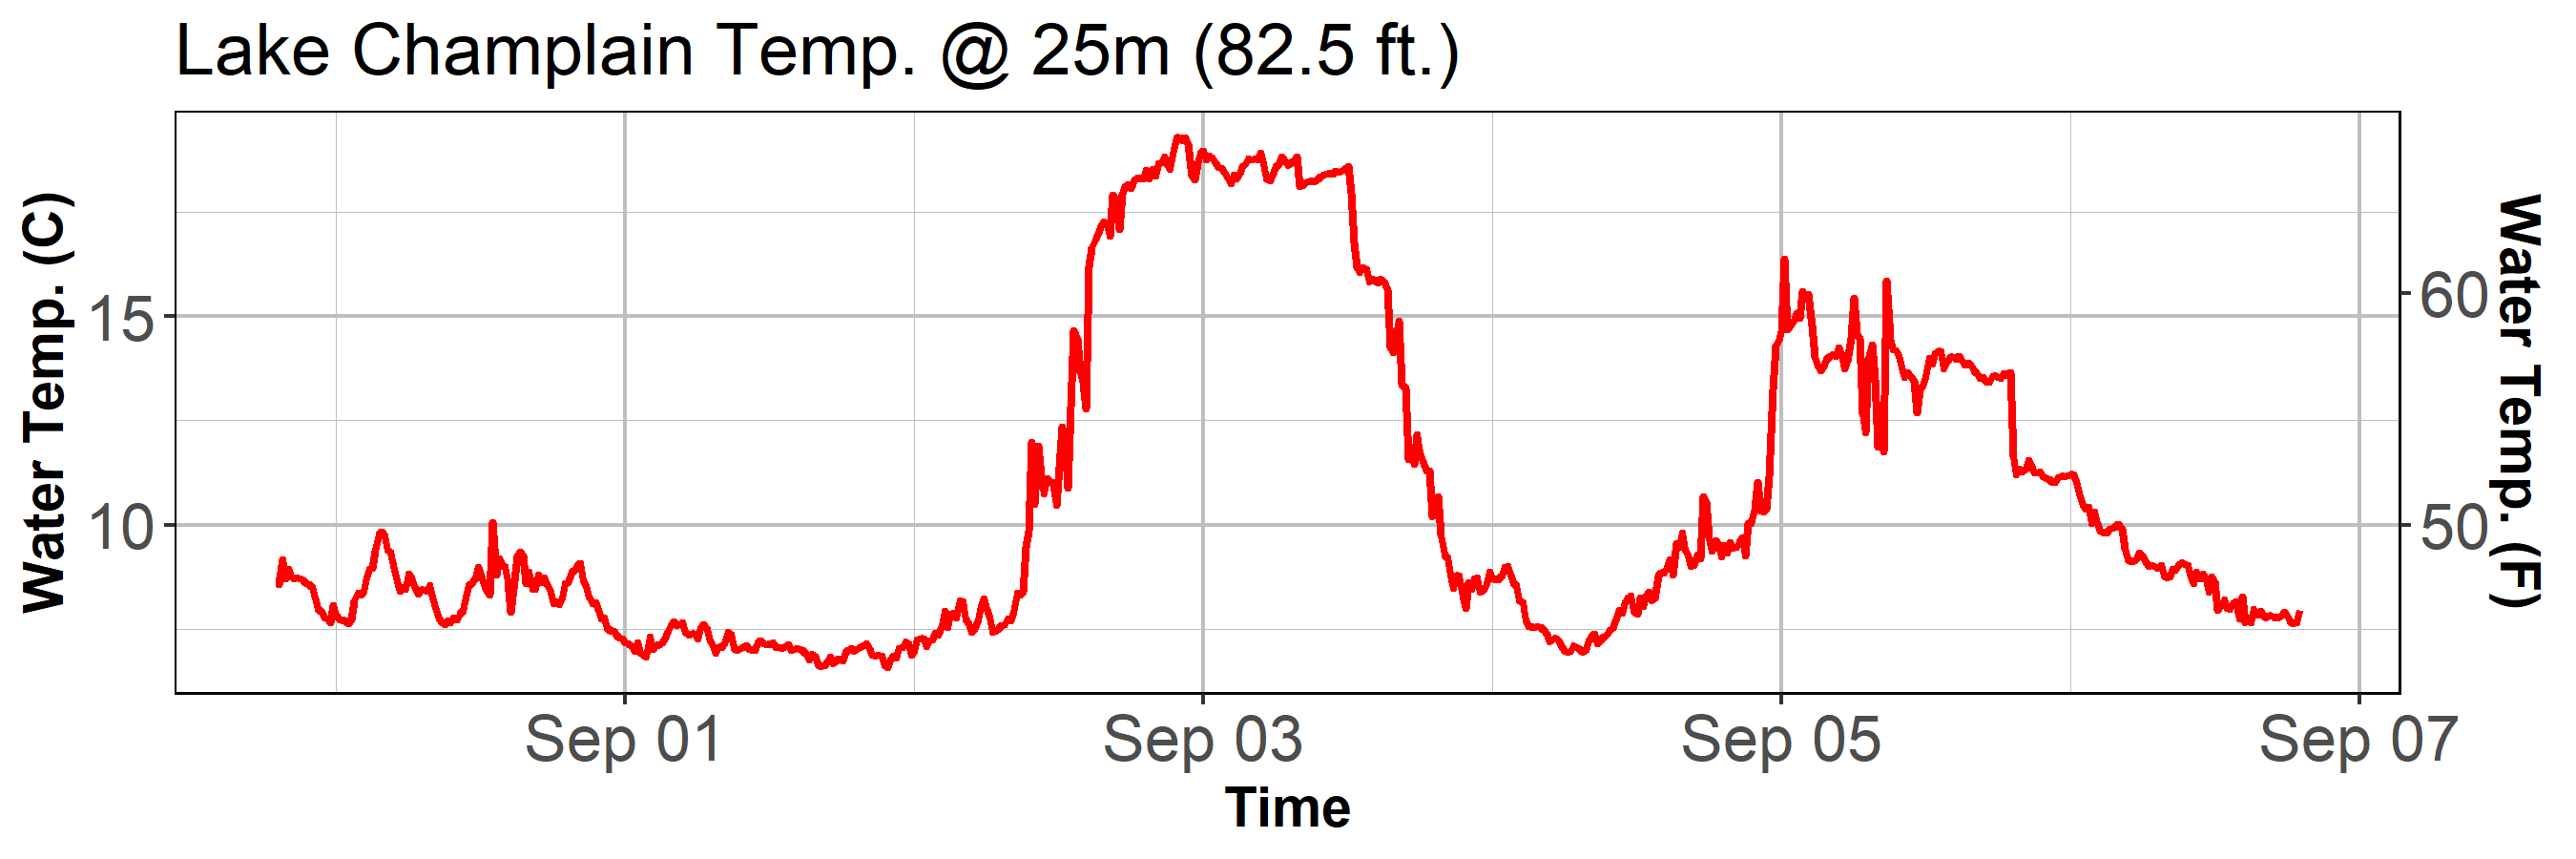 Lake Champlain Temp. @ 25m (82.5 ft.)
Water Temp. (C)
15
10
60
50
Water Temp. (F)
Sep 01
Sep 03
Sep 05
Sep 07
Time